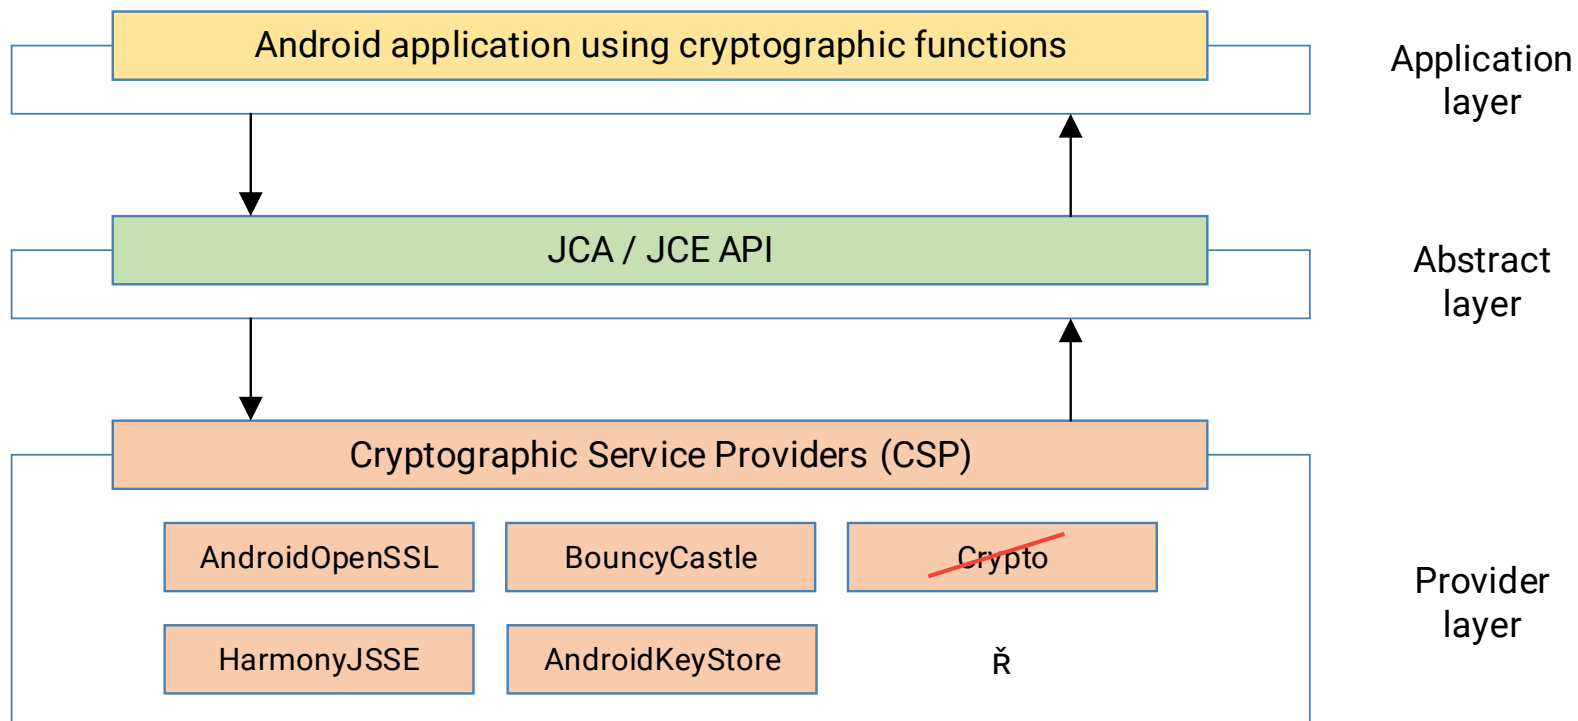 Android application using cryptographic functions
Application
layer
JCA / JCE API
Abstract
layer
Cryptographic Service Providers (CSP)
AndroidOpenSSL
BouncyCastle
Crypto
HarmonyJSSE
AndroidKeyStore
Ř
Provider
layer